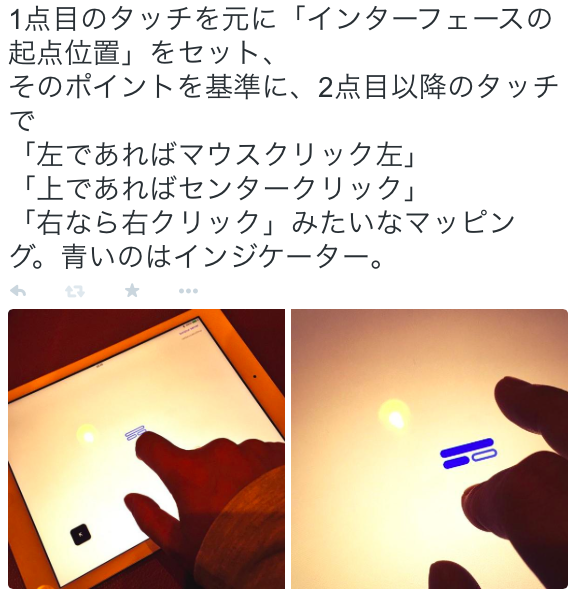 1点目のタッチを元に「インターフェースの
起点位置」をセット、
そのポイントを基準に、2点目以降のタッチ
で
「左であればマウスクリック左」
「上であればセンタークリック」
「右なら右クリック」みたいなマッピン
グ。青いのはインジケーター。